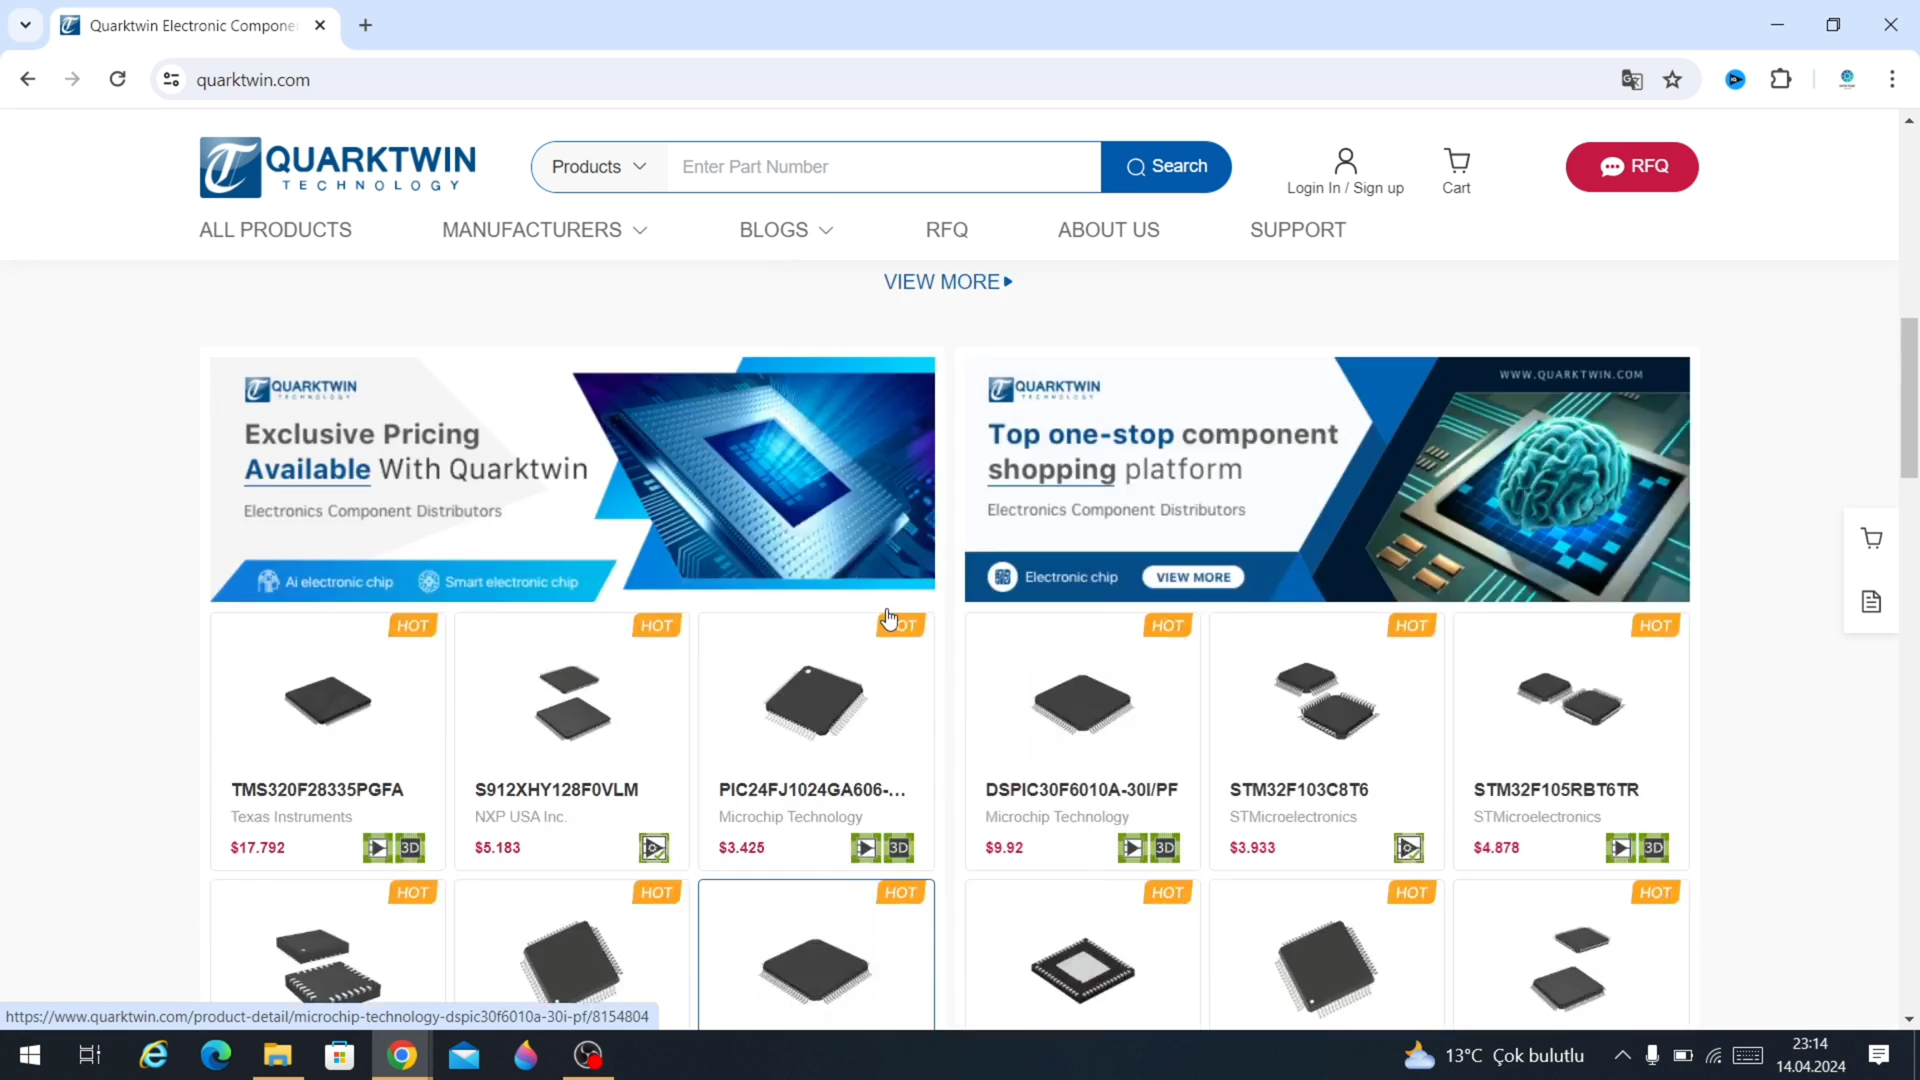 Quarktwin Electronic Compone
quarktwin.com
QUARKTWIN
TECHNOLOGY
Products
Enter Part Number
Search
Login In / Sign up
Cart
RFQ
ALL PRODUCTS
MANUFACTURERS
BLOGS
RFQ
ABOUT US
SUPPORT
VIEW MORE
QUARKTWIN
TECHNOLOGY
Exclusive Pricing
Available With Quarktwin
Electronics Component Distributors
Ai electronic chip
Smart electronic chip
WWW.QUARKTWIN.COM
QUARKTWIN
TECHNOLOGY
Top one-stop component
shopping platform
Electronics Component Distributors
Electronic chip
VIEW MORE
HOT
HOT
HOT
HOT
HOT
TMS320F28335PGFA
Texas Instruments
$17.792
3D
S912XHY128F0VLM
NXP USA Inc.
$5.183
PIC24FJ1024GA606-...
Microchip Technology
$3.425
3D
DSPIC30F6010A-30I/PF
Microchip Technology
$9.92
3D
STM32F103C8T6
STMicroelectronics
$3.933
STM32F105RBT6TR
STMicroelectronics
$4.878
3D
HOT
HOT
HOT
HOT
HOT
HOT
https://www.quarktwin.com/product-detail/microchip-technology-dspic30f6010a-30i-pf/8154804
13°C Çok bulutlu
23:14
14.04.2024